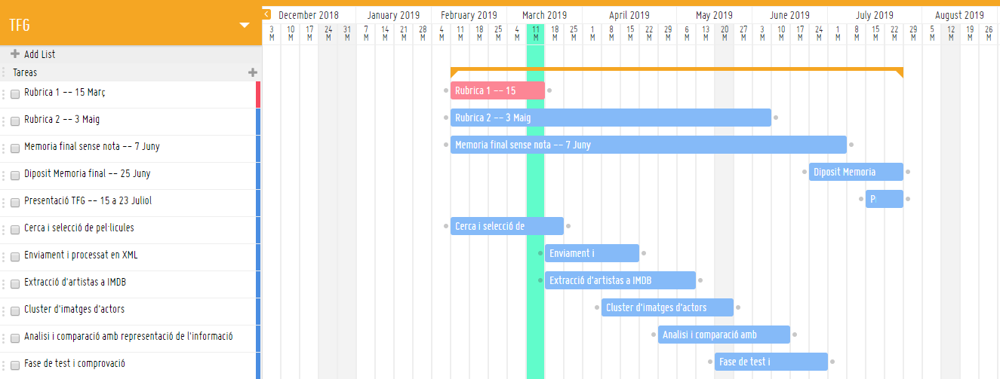 TFG
December 2018 January 2019 February 2019 March 2019 April 2019 May 2019 June 2019 July 2019 August 2019
3 10 17 24 31 7 14 21 28 4 11 18 25 4 11 18 25 1 8 15 22 29 6 13 20 27 3 10 17 24 1 8 15 22 29 5 12 19 26
M M M M M M M M M M M M M M M M M M M M M M M M M M M M M M M M M M M M M M M
Add List
Tareas
Rubrica 1 -- 15 Març
Rubrica 1 -- 15
Rubrica 2 -- 3 Maig
Rubrica 2 -- 3 Maig
Memoria final sense nota -- 7 Juny
Memoria final sense nota -- 7 Juny
Diposit Memoria final -- 25 Juny
Diposit Memoria
Presentació TFG -- 15 a 23 Juliol
P
Cerca i selecció de pel·licules
Cerca i selecció de
Enviament i processat en XML
Enviament i
Extracció d'artistas a IMDB
Extracció d'artistas a IMDB
Cluster d'imatges d'actors
Cluster d'imatges d'actors
Analisi i comparació amb representació de l'informació
Analisi i comparació amb
Fase de test i comprovació
Fase de test i